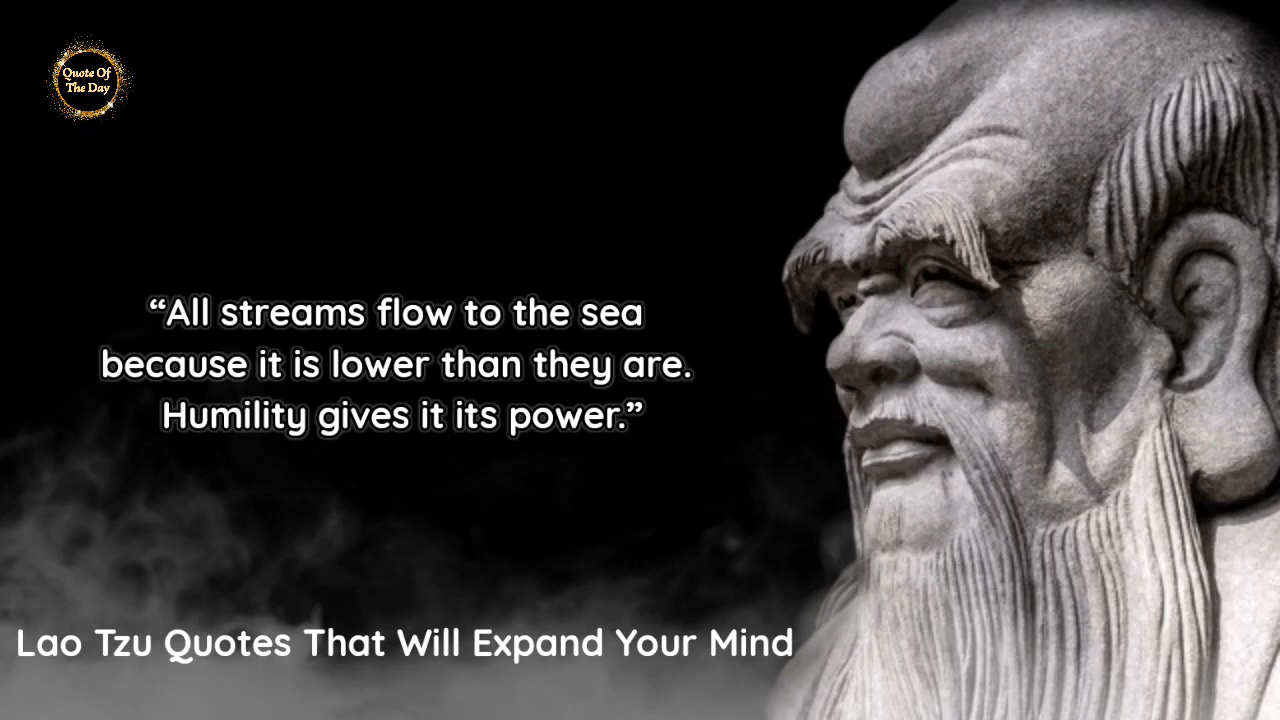 Quote Of
The Day
“All streams flow to the sea
because it is lower than they are.
Humility gives it its power.”
Lao Tzu Quotes That Will Expand Your Mind